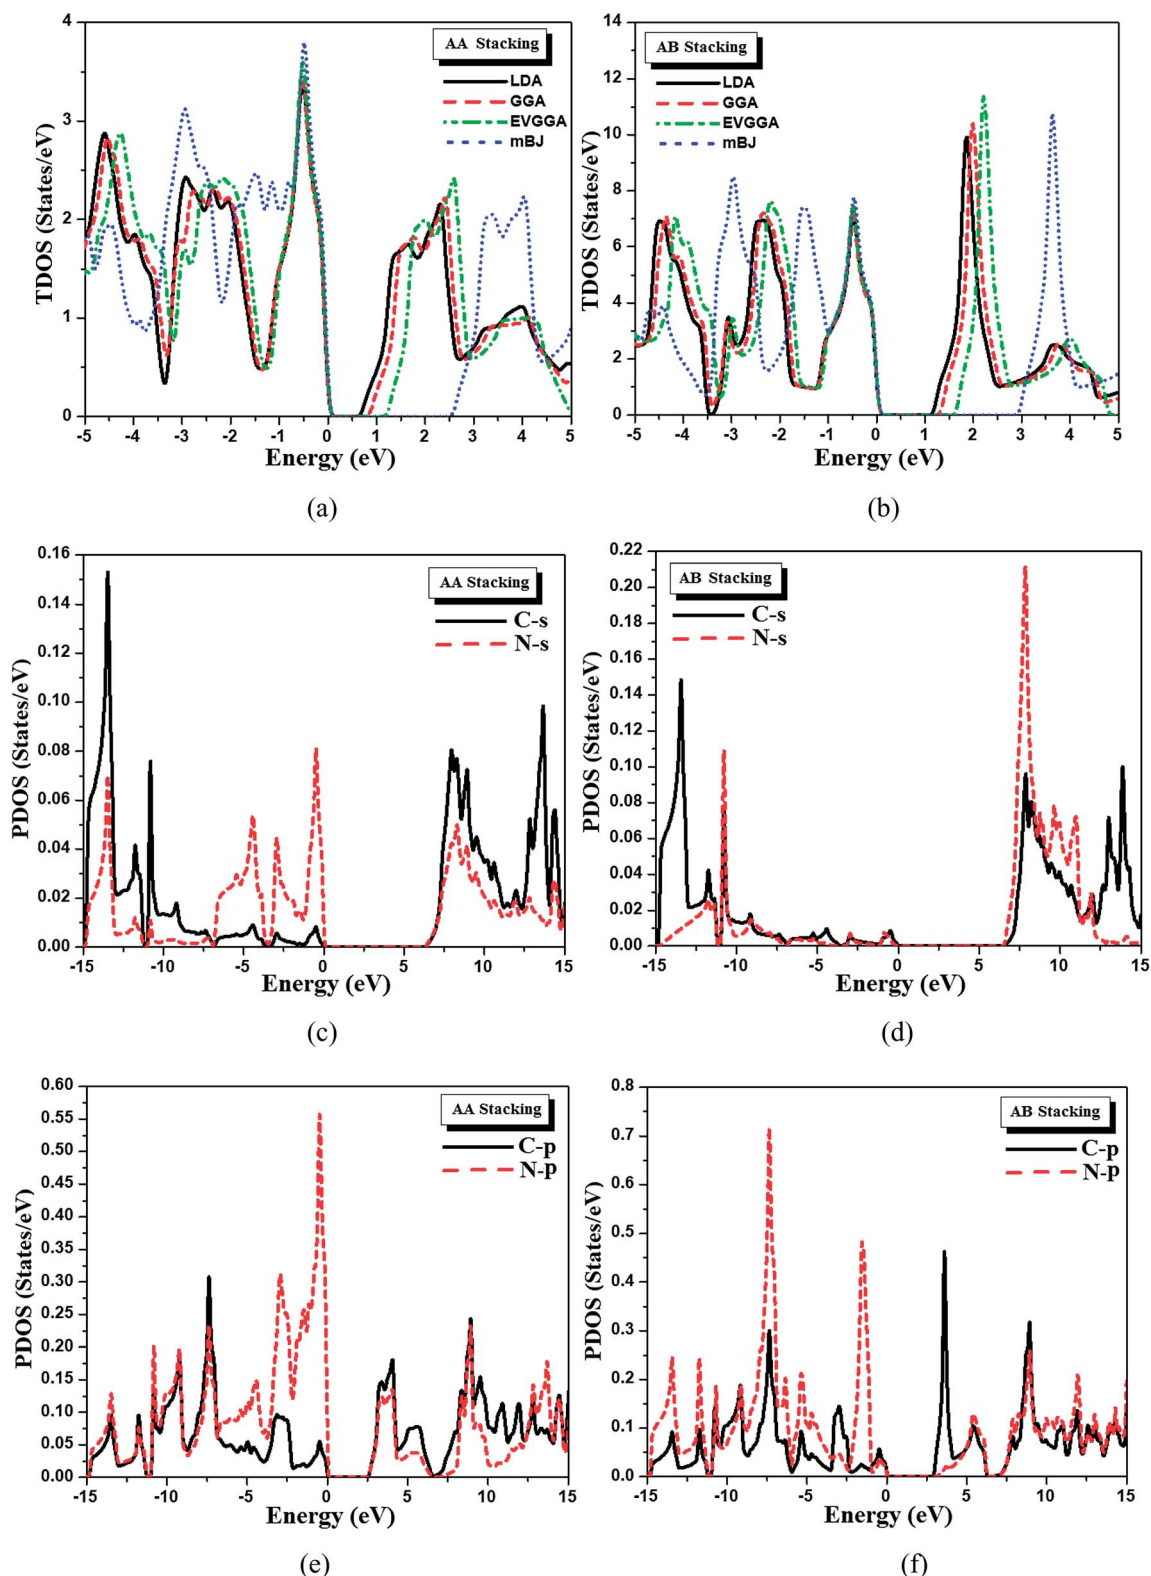 AA Stacking
LDA
GGA
EVGGA
mBJ
TDOS (States/eV)
4
3
2
1
0
-5 -4 -3 -2 -1 0 1 2 3 4 5
Energy (eV)
(a)
AB Stacking
LDA
GGA
EVGGA
mBJ
TDOS (States/eV)
14
12
10
8
6
4
2
0
-5 -4 -3 -2 -1 0 1 2 3 4 5
Energy (eV)
(b)
AA Stacking
C-s
N-s
PDOS (States/eV)
0.16
0.14
0.12
0.10
0.08
0.06
0.04
0.02
0.00
-15 -10 -5 0 5 10 15
Energy (eV)
(c)
AB Stacking
C-s
N-s
PDOS (States/eV)
0.22
0.20
0.18
0.16
0.14
0.12
0.10
0.08
0.06
0.04
0.02
0.00
-15 -10 -5 0 5 10 15
Energy (eV)
(d)
AA Stacking
C-p
N-p
PDOS (States/eV)
0.60
0.55
0.50
0.45
0.40
0.35
0.30
0.25
0.20
0.15
0.10
0.05
0.00
-15 -10 -5 0 5 10 15
Energy (eV)
(e)
AB Stacking
C-p
N-p
PDOS (States/eV)
0.8
0.7
0.6
0.5
0.4
0.3
0.2
0.1
0.0
-15 -10 -5 0 5 10 15
Energy (eV)
(f)